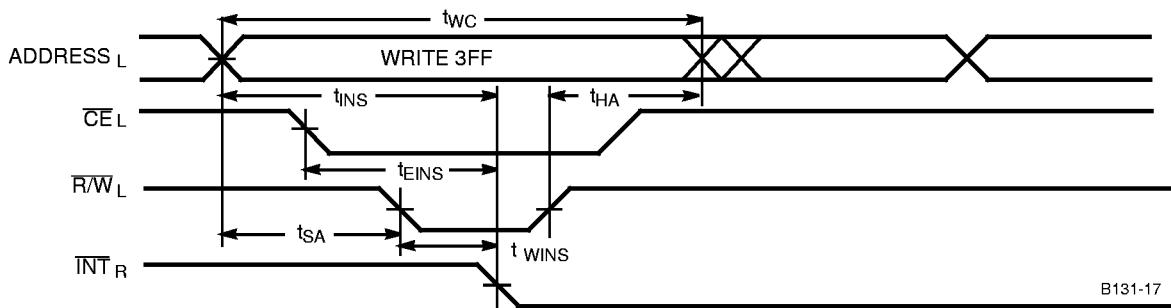 tWC
ADDRESS L
WRITE 3FF
tINS
tHA
CE L
tEINS
R/W L
tSA
t WINS
INT R
B131-17